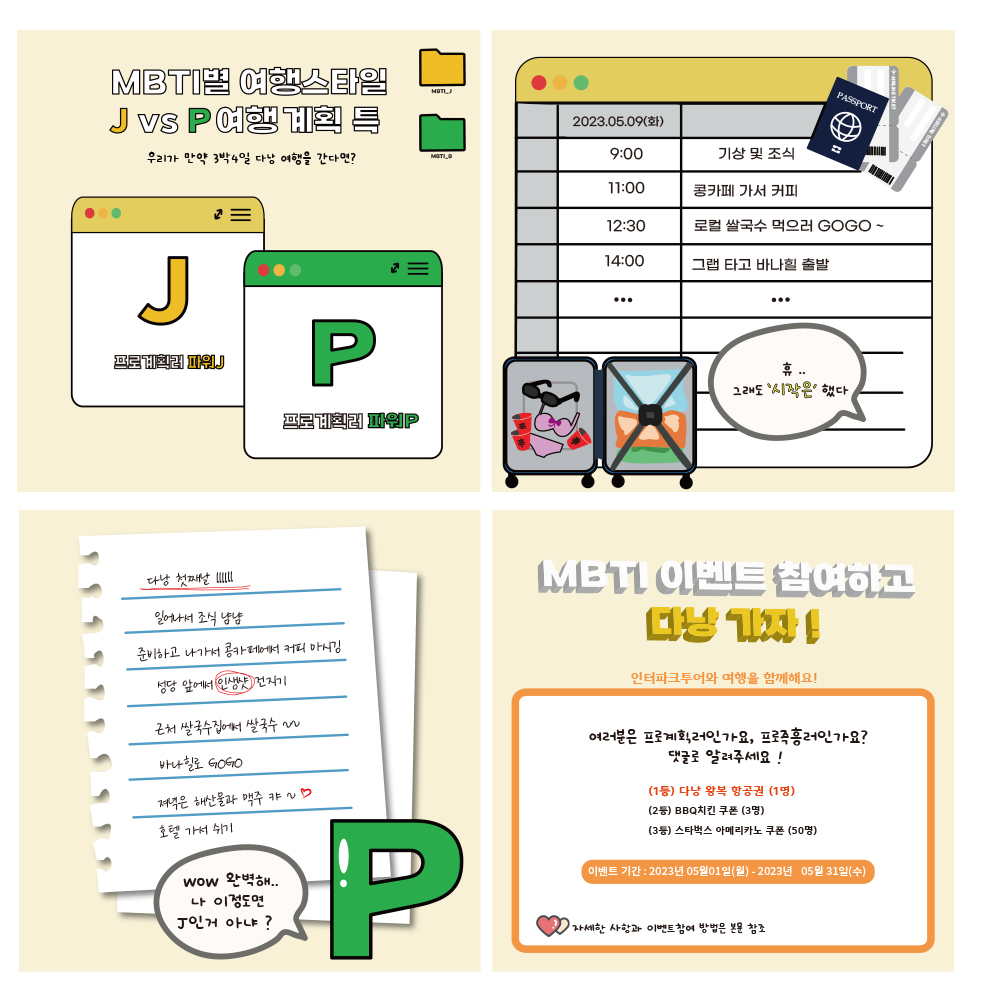 MBTI별 여행스타일
J vs P 여행 계획 특
우리가 만약 3박4일 다낭 여행을 간다면?
MBTI_J
MBTI_B
J
프로계획러 파워J
P
프로계획러 파워P
2023.05.09(화)
9:00 기상 및 조식
11:00 콩카페 가서 커피
12:30 로컬 쌀국수 먹으러 GOGO ~
14:00 그랩 타고 바나힐 출발
••• •••
PASSPORT
휴 ..
그래도 '시작은' 했다
다낭 첫째날 !!!!!!
일어나서 조식 냠냠
준비하고 나가서 콩카페에서 커피 마시깅
성당 앞에서 인생샷 건지기
근처 쌀국수집에서 쌀국수 ~~
바나힐로 GOGO
저녁은 해산물과 맥주 캬 ~ ♡
호텔 가서 쉬기
wow 완벽해..
나 이정도면
J인거 아냐 ?
P
MBTI 이벤트 참여하고
다낭 가자 !
인터파크투어와 여행을 함께해요!
여러분은 프로계획러인가요, 프로즉흥러인가요?
댓글로 알려주세요 !
(1등) 다낭 왕복 항공권 (1명)
(2등) BBQ치킨 쿠폰 (3명)
(3등) 스타벅스 아메리카노 쿠폰 (50명)
이벤트 기간 : 2023년 05월01일(월) - 2023년 05월 31일(수)
자세한 사항과 이벤트참여 방법은 본문 참조